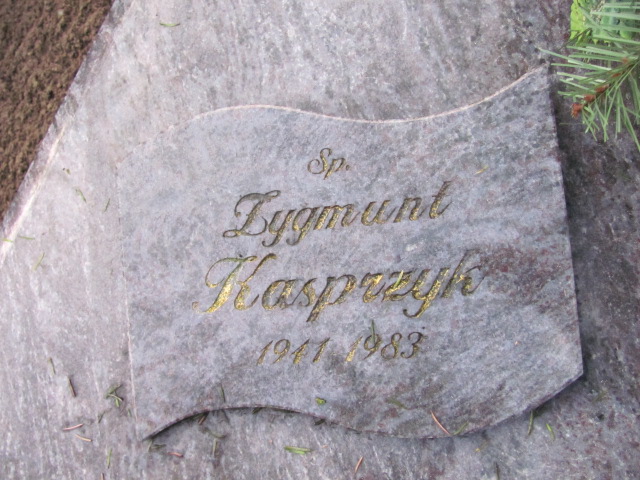 Sp.
Zygmunt
Kasprzyk
1941 1983